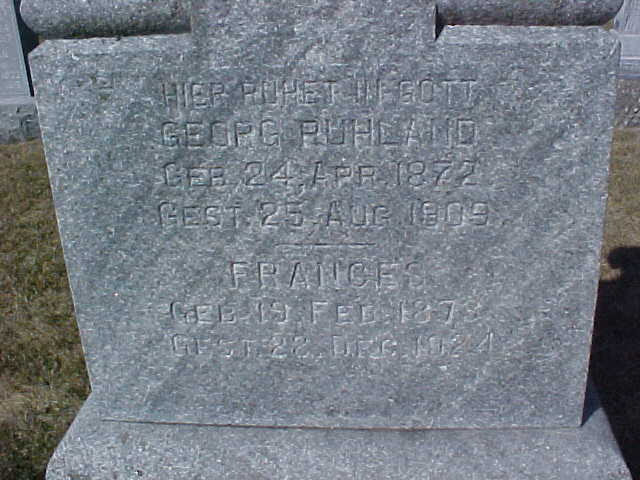 HIER RUHET IN GOTT
GEORG RUHLAND
GEB. 24, APR. 1872
GEST. 25, AUG. 1909
FRANCES
GEB. 19, FEB. 1873
GEST. 28. DEC. 1924